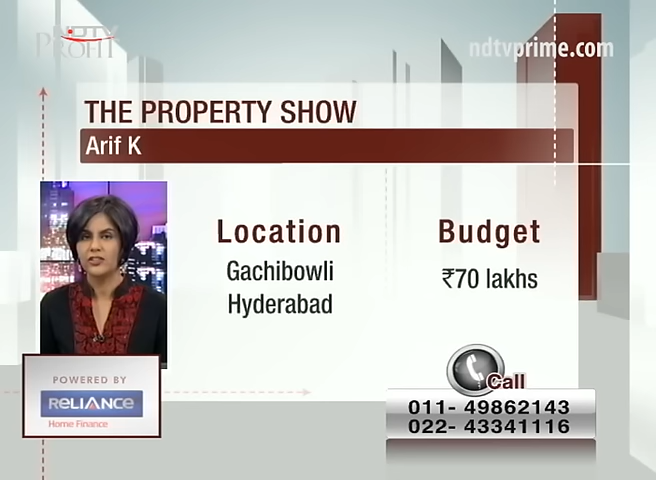 NDTV
PROFIT
ndtvprime.com
THE PROPERTY SHOW
Arif K
Location
Gachibowli
Hyderabad
Budget
₹70 lakhs
POWERED BY
RELIANCE
Home Finance
Call
011- 49862143
022- 43341116